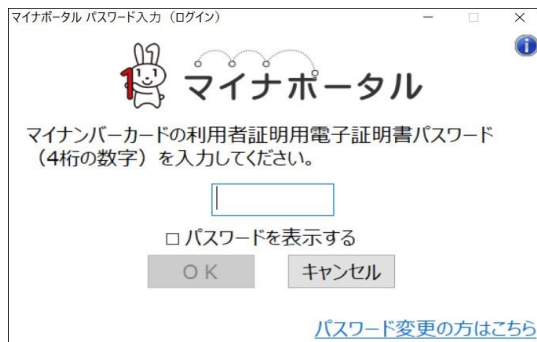 マイナポータル パスワード入力（ログイン）
1
マイナポータル
マイナンバーカードの利用者証明用電子証明書パスワード
（4桁の数字）を入力してください。
パスワードを表示する
ＯＫ
キャンセル
パスワード変更の方はこちら